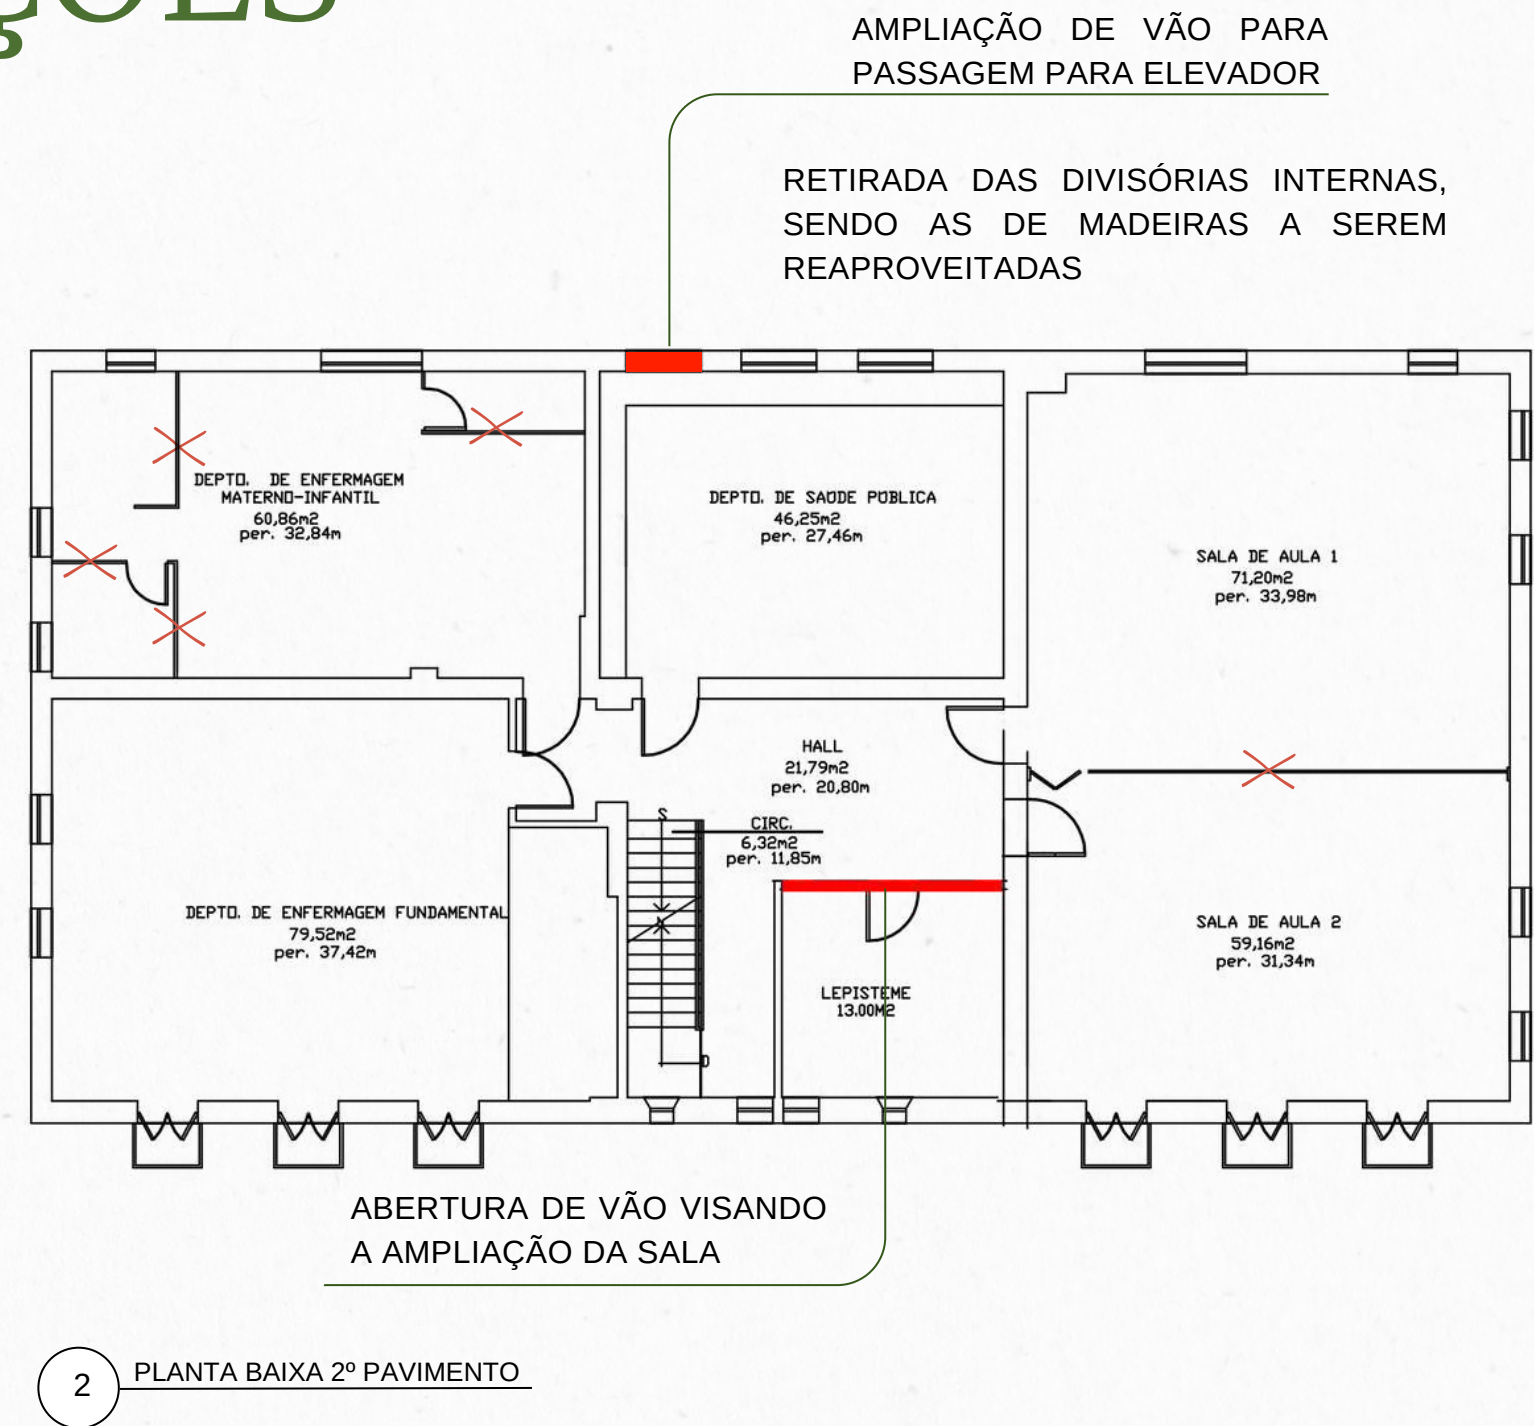 ÇÕES
AMPLIAÇÃO DE VÃO PARA
PASSAGEM PARA ELEVADOR
RETIRADA DAS DIVISÓRIAS INTERNAS,
SENDO AS DE MADEIRAS A SEREM
REAPROVEITADAS
DEPTO. DE ENFERMAGEM
MATERNO-INFANTIL
60,86m2
per. 32,84m
DEPTO. DE SAÚDE PÚBLICA
46,25m2
per. 27,46m
SALA DE AULA 1
71,20m2
per. 33,98m
HALL
21,79m2
per. 20,80m
S
CIRC.
6,32m2
per. 11,85m
DEPTO. DE ENFERMAGEM FUNDAMENTAL
79,52m2
per. 37,42m
SALA DE AULA 2
59,16m2
per. 31,34m
LEPISTEME
13.00M2
ABERTURA DE VÃO VISANDO
A AMPLIAÇÃO DA SALA
2 PLANTA BAIXA 2º PAVIMENTO